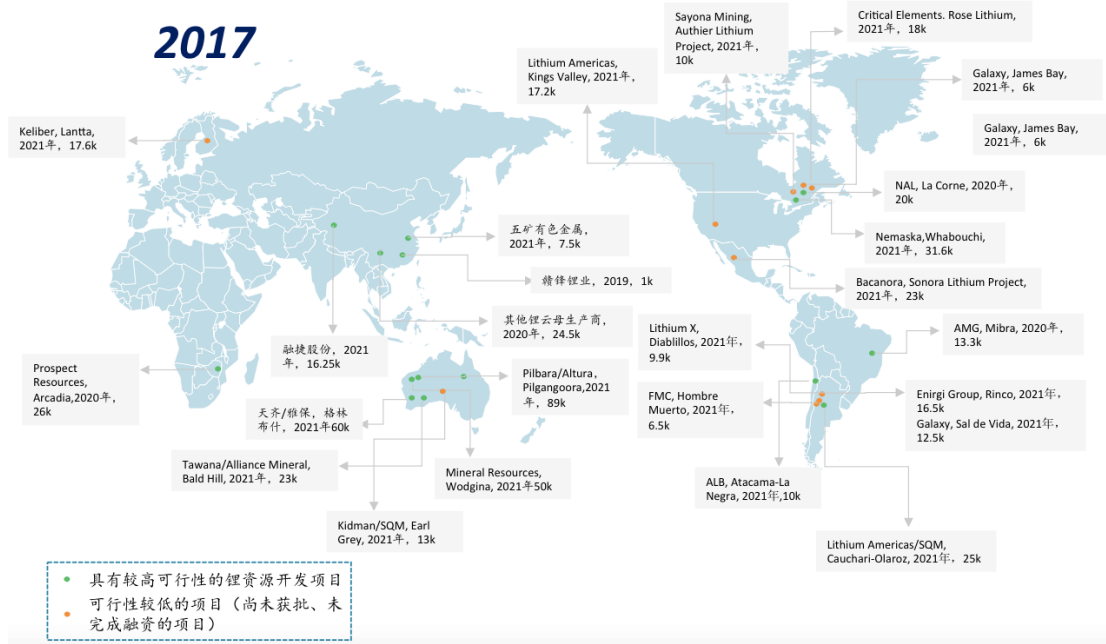 2017
Keliber, Lantta,
2021年，17.6k
Lithium Americas,
Kings Valley, 2021年，
17.2k
Sayona Mining,
Authier Lithium
Project, 2021年，
10k
Critical Elements. Rose Lithium,
2021年，18k
Galaxy, James Bay,
2021年，6k
Galaxy, James Bay,
2021年，6k
NAL, La Corne, 2020年，
20k
Nemaska,Whabouchi,
2021年，31.6k
Bacanora, Sonora Lithium Project,
2021年，23k
五矿有色金属，
2021年，7.5k
赣锋锂业，2019，1k
其他锂云母生产商，
2020年，24.5k
融捷股份，2021
年，16.25k
Prospect
Resources,
Arcadia,2020年，
26k
天齐/雅保，格林
布什，2021年60k
Pilbara/Altura,
Pilgangoora,2021
年，89k
Tawana/Alliance Mineral,
Bald Hill, 2021年，23k
Mineral Resources,
Wodgina, 2021年50k
Kidman/SQM, Earl
Grey, 2021年，13k
Lithium X,
Diablillos, 2021年，
9.9k
FMC, Hombre
Muerto, 2021年，
6.5k
AMG, Mibra, 2020年，
13.3k
Enirgi Group, Rinco, 2021年，
16.5k
Galaxy, Sal de Vida, 2021年，
12.5k
ALB, Atacama-La
Negra, 2021年,10k
Lithium Americas/SQM,
Cauchari-Olaroz, 2021年，25k
具有较高可行性的锂资源开发项目
可行性较低的项目（尚未获批、未
完成融资的项目）